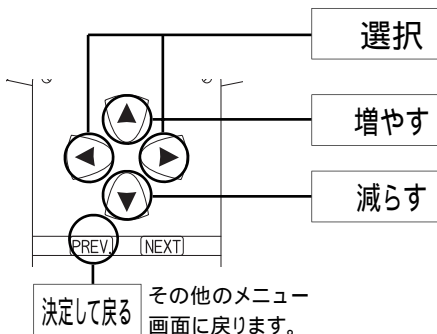 選択
増やす
減らす
PREV.
NEXT
決定して戻る
その他のメニュー
画面に戻ります。